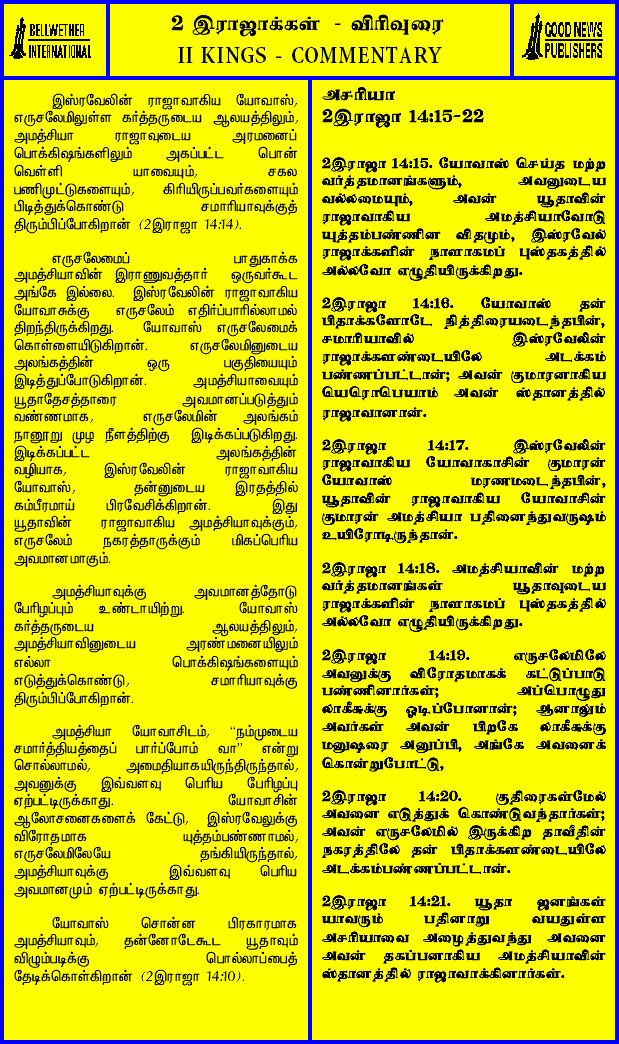 BELLWETHER
INTERNATIONAL
2 இராஜாக்கள் - விரிவுரை
II KINGS - COMMENTARY
GOOD NEWS
PUBLISHERS
இஸ்ரவேலின் ராஜாவாகிய யோவாஸ்,
எருசலேமிலுள்ள கர்த்தருடைய ஆலயத்திலும்,
அமத்சியா ராஜாவுடைய அரமனைப்
பொக்கிஷங்களிலும் அகப்பட்ட பொன்
வெள்ளி யாவையும், சகல
பணிமுட்டுகளையும், கிரியிருப்பவர்களையும்
பிடித்துக்கொண்டு சமாரியாவுக்குத்
திரும்பிப்போகிறான் (2இராஜா 14:14).
எருசலேமைப் பாதுகாக்க
அமத்சியாவின் இராணுவத்தார் ஒருவர்கூட
அங்கே இல்லை. இஸ்ரவேலின் ராஜாவாகிய
யோவாசுக்கு எருசலேம் எதிர்ப்பாரில்லாமல்
திறந்திருக்கிறது. யோவாஸ் எருசலேமைக்
கொள்ளையிடுகிறான். எருசலேமினுடைய
அலங்கத்தின் ஒரு பகுதியையும்
இடித்துப்போடுகிறான். அமத்சியாவையும்
யூதாதேசத்தாரை அவமானப்படுத்தும்
வண்ணமாக, எருசலேமின் அலங்கம்
நானூறு முழ நீளத்திற்கு இடிக்கப்படுகிறது.
இடிக்கப்பட்ட அலங்கத்தின்
வழியாக, இஸ்ரவேலின் ராஜாவாகிய
யோவாஸ், தன்னுடைய இரதத்தில்
கம்பீரமாய் பிரவேசிக்கிறான். இது
யூதாவின் ராஜாவாகிய அமத்சியாவுக்கும்,
எருசலேம் நகரத்தாருக்கும் மிகப்பெரிய
அவமானமாகும்.
அமத்சியாவுக்கு அவமானத்தோடு
பேரிழப்பும் உண்டாயிற்று. யோவாஸ்
கர்த்தருடைய ஆலயத்திலும்,
அமத்சியாவினுடைய அரண்மனையிலும்
எல்லா பொக்கிஷங்களையும்
எடுத்துக்கொண்டு, சமாரியாவுக்கு
திரும்பிப்போகிறான்.
அமத்சியா யோவாசிடம், “நம்முடைய
சமார்த்தியத்தைப் பார்ப்போம் வா” என்று
சொல்லாமல், அமைதியாகயிருந்திருந்தால்,
அவனுக்கு இவ்வளவு பெரிய பேரிழப்பு
ஏற்பட்டிருக்காது. யோவாசின்
ஆலோசனைகளைக் கேட்டு, இஸ்ரவேலுக்கு
விரோதமாக யுத்தம்பண்ணாமல்,
எருசலேமிலேயே தங்கியிருந்தால்,
அமத்சியாவுக்கு இவ்வளவு பெரிய
அவமானமும் ஏற்பட்டிருக்காது.
யோவாஸ் சொன்ன பிரகாரமாக
அமத்சியாவும், தன்னோடேகூட யூதாவும்
விழும்படிக்கு பொல்லாப்பைத்
தேடிக்கொள்கிறான் (2இராஜா 14:10).
அசரியா
2இராஜா 14:15-22
2இராஜா 14:15. யோவாஸ் செய்த மற்ற
வர்த்தமானங்களும், அவனுடைய
வல்லமையும், அவன் யூதாவின்
ராஜாவாகிய அமத்சியாவோடு
யுத்தம்பண்ணின விதமும், இஸ்ரவேல்
ராஜாக்களின் நாளாகமப் புஸ்தகத்தில்
அல்லவோ எழுதியிருக்கிறது.
2இராஜா 14:16. யோவாஸ் தன்
பிதாக்களோடே நித்திரையடைந்தபின்,
சமாரியாவில் இஸ்ரவேலின்
ராஜாக்களண்டையிலே அடக்கம்
பண்ணப்பட்டான்; அவன் குமாரனாகிய
யெரொபெயாம் அவன் ஸ்தானத்தில்
ராஜாவானான்.
2இராஜா 14:17. இஸ்ரவேலின்
ராஜாவாகிய யோவாகாசின் குமாரன்
யோவாஸ் மரணமடைந்தபின்,
யூதாவின் ராஜாவாகிய யோவாசின்
குமாரன் அமத்சியா பதினைந்துவருஷம்
உயிரோடிருந்தான்.
2இராஜா 14:18. அமத்சியாவின் மற்ற
வர்த்தமானங்கள் யூதாவுடைய
ராஜாக்களின் நாளாகமப் புஸ்தகத்தில்
அல்லவோ எழுதியிருக்கிறது.
2இராஜா 14:19. எருசலேமிலே
அவனுக்கு விரோதமாகக் கட்டுப்பாடு
பண்ணினார்கள்; அப்பொழுது
லாகீசுக்கு ஓடிப்போனான்; ஆனாலும்
அவர்கள் அவன் பிறகே லாகீசுக்கு
மனுஷரை அனுப்பி, அங்கே அவனைக்
கொன்றுபோட்டு,
2இராஜா 14:20. குதிரைகள்மேல்
அவனை எடுத்துக் கொண்டுவந்தார்கள்;
அவன் எருசலேமில் இருக்கிற தாவீதின்
நகரத்திலே தன் பிதாக்களண்டையிலே
அடக்கம்பண்ணப்பட்டான்.
2இராஜா 14:21. யூதா ஜனங்கள்
யாவரும் பதினாறு வயதுள்ள
அசரியாவை அழைத்துவந்து அவனை
அவன் தகப்பனாகிய அமத்சியாவின்
ஸ்தானத்தில் ராஜாவாக்கினார்கள்.